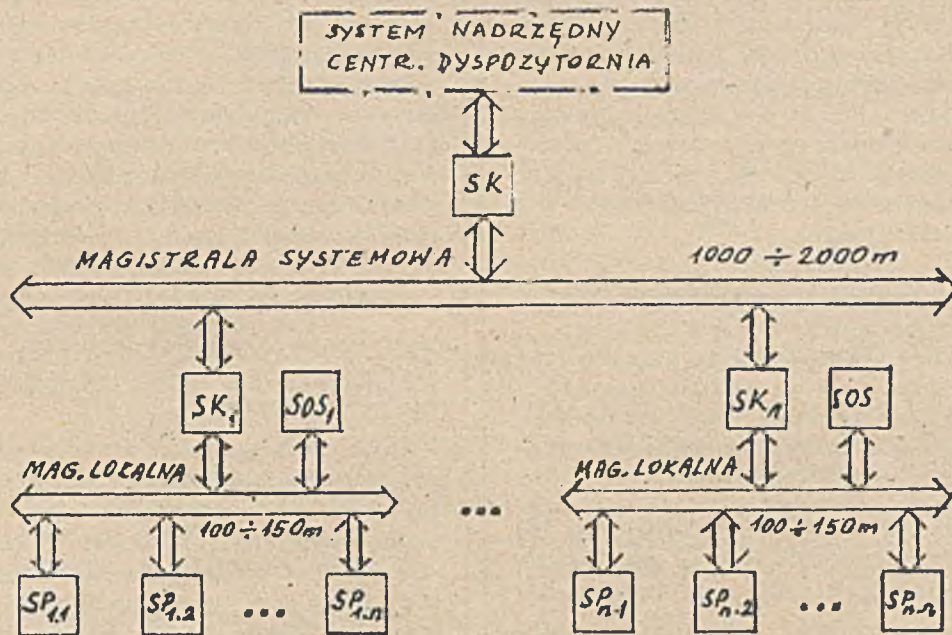 SYSTEM NADRZĘDNY
CENTR. DYSPOZYTORNIA
SK
MAGISTRALA SYSTEMOWA 1000 ÷ 2000m
SK₁ SOS₁ SKₙ SOS
MAG. LOKALNA MAG. LOKALNA
... 
100 ÷ 150m 100 ÷ 150m
SP₁.₁ SP₁.₂ ... SP₁.ₙ SPₙ.₁ SPₙ.₂ ... SPₙ.ₙ